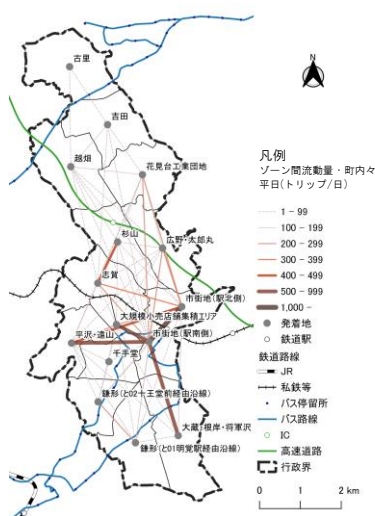 古里
吉田
越畑
花見台工業団地
杉山
広野・太郎丸
志賀
市街地(駅北側)
大規模小売店舗集積エリア
平沢・遠山
市街地(駅南側)
千手堂
鎌形(と02十王堂前経由沿線)
大蔵・根岸・将軍沢
鎌形(と01明覚駅経由沿線)
N
凡例
ゾーン間流動量・町内々
平日(トリップ/日)
1 - 99
100 - 199
200 - 299
300 - 399
400 - 499
500 - 999
1,000 -
発着地
鉄道駅
鉄道路線
JR
私鉄等
バス停留所
バス路線
IC
高速道路
行政界
0 1 2 km